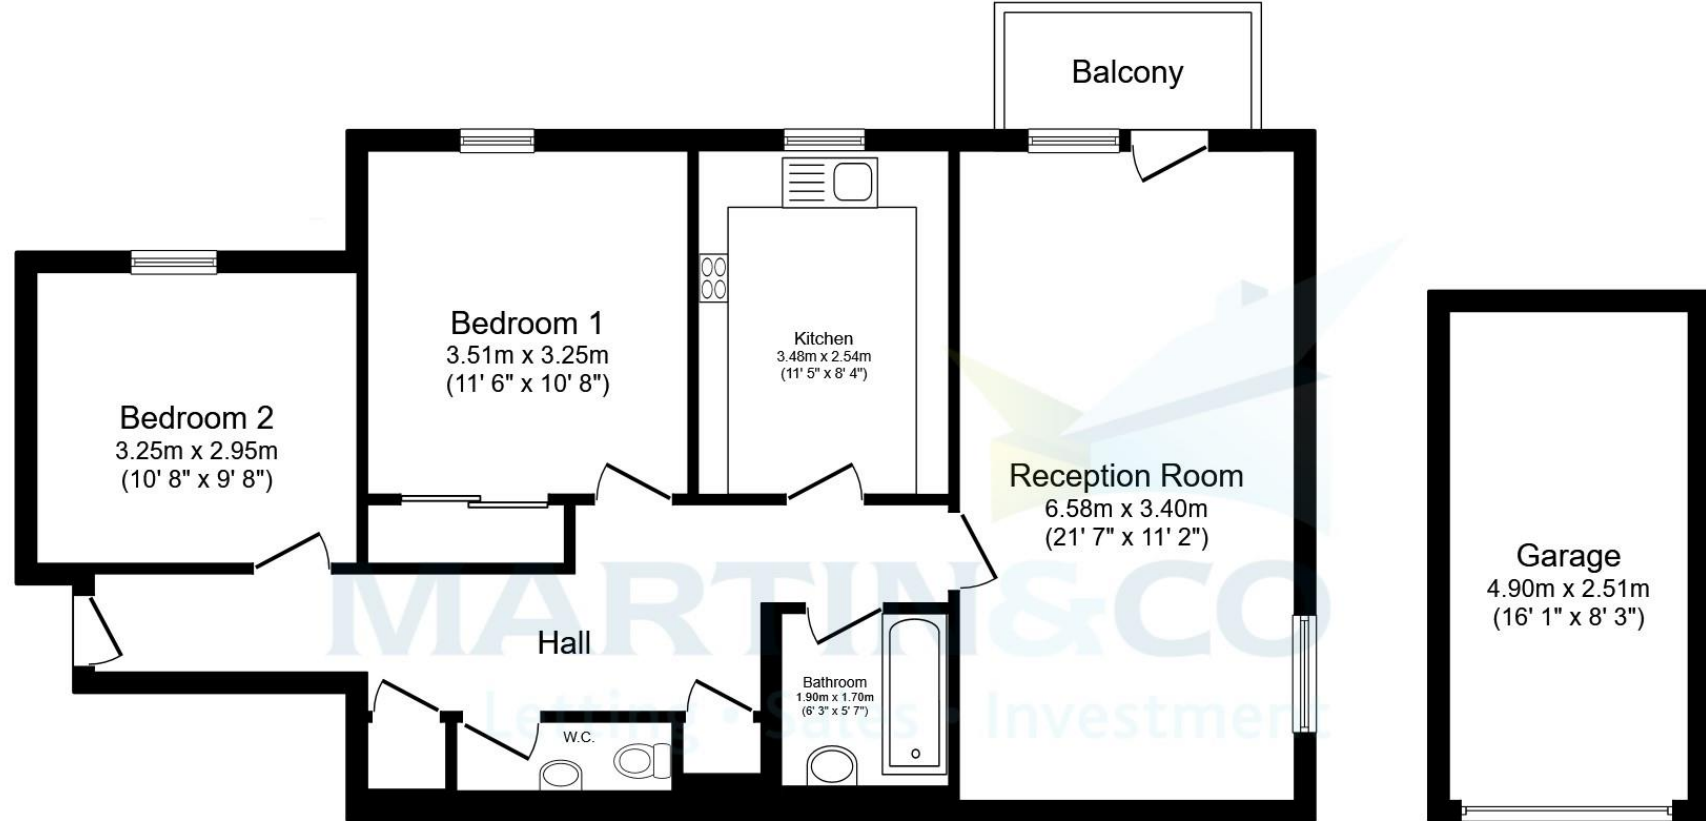 Balcony
Bedroom 1
3.51m x 3.25m
(11' 6" x 10' 8")
Kitchen
3.48m x 2.54m
(11' 5" x 8' 4")
Bedroom 2
3.25m x 2.95m
(10' 8" x 9' 8")
Reception Room
6.58m x 3.40m
(21' 7" x 11' 2")
Garage
4.90m x 2.51m
(16' 1" x 8' 3")
MARTIN&CO
Hall
Bathroom
1.90m x 1.70m
(6' 3" x 5' 7")
Letting • Sales • Investment
W.C.